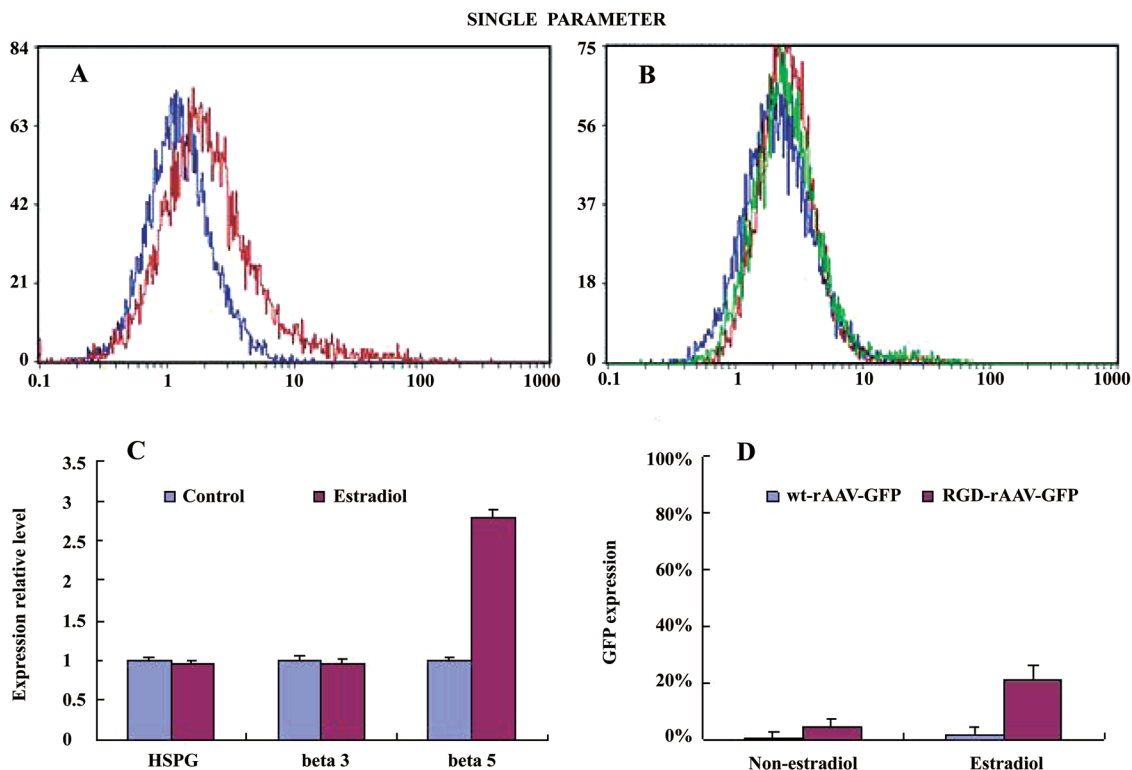 SINGLE PARAMETER
A
84
63
42
21
0
0.1 1 10 100 1000
B
75
56
37
18
0
0.1 1 10 100 1000
C
Expression relative level
3.5
3
2.5
2
1.5
1
0.5
0
Control Estradiol
HSPG beta 3 beta 5
D
GFP expression
100%
80%
60%
40%
20%
0%
wt-rAAV-GFP RGD-rAAV-GFP
Non-estradiol Estradiol